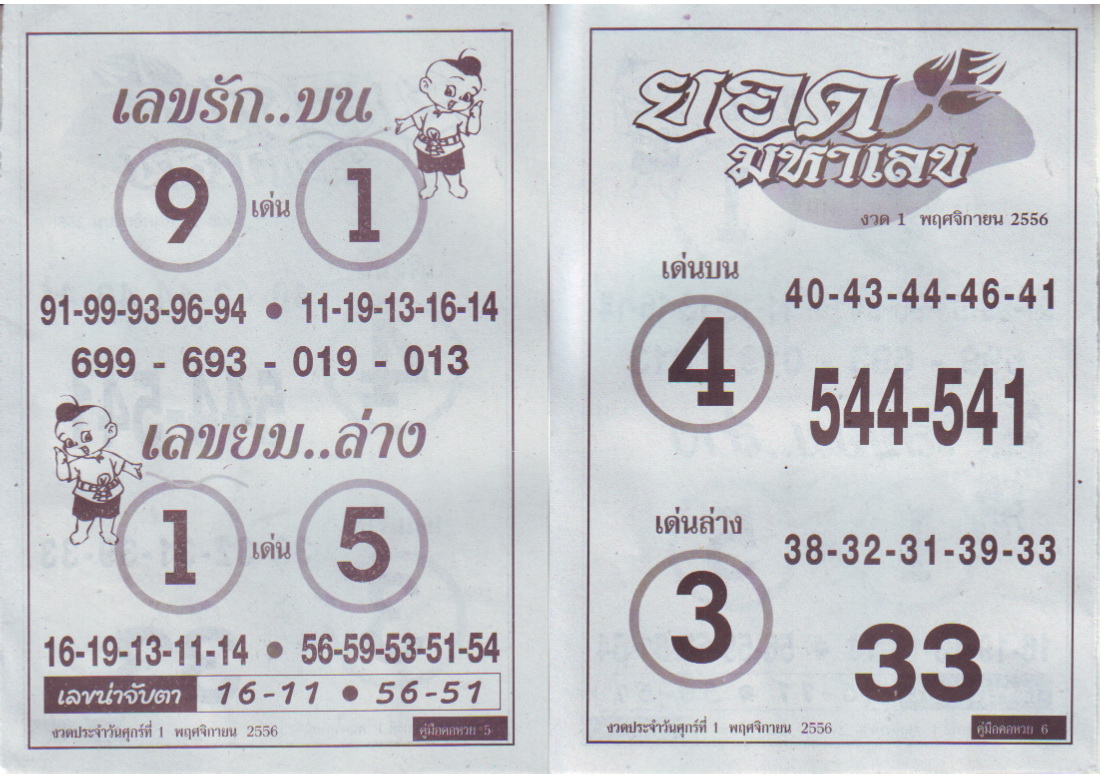 เลขรัก..บน
9 เด่น 1
91-99-93-96-94 ● 11-19-13-16-14
699 - 693 - 019 - 013
เลขยม..ล่าง
1 เด่น 5
16-19-13-11-14 ● 56-59-53-51-54
เลขน่าจับตา 16-11 ● 56-51
งวดประจำวันศุกร์ที่ 1 พฤศจิกายน 2556 คู่มือคอหวย 5
ยอด
มหาเลข
งวด 1 พฤศจิกายน 2556
เด่นบน
40-43-44-46-41
4
544-541
เด่นล่าง
38-32-31-39-33
3
33
งวดประจำวันศุกร์ที่ 1 พฤศจิกายน 2556 คู่มือคอหวย 6